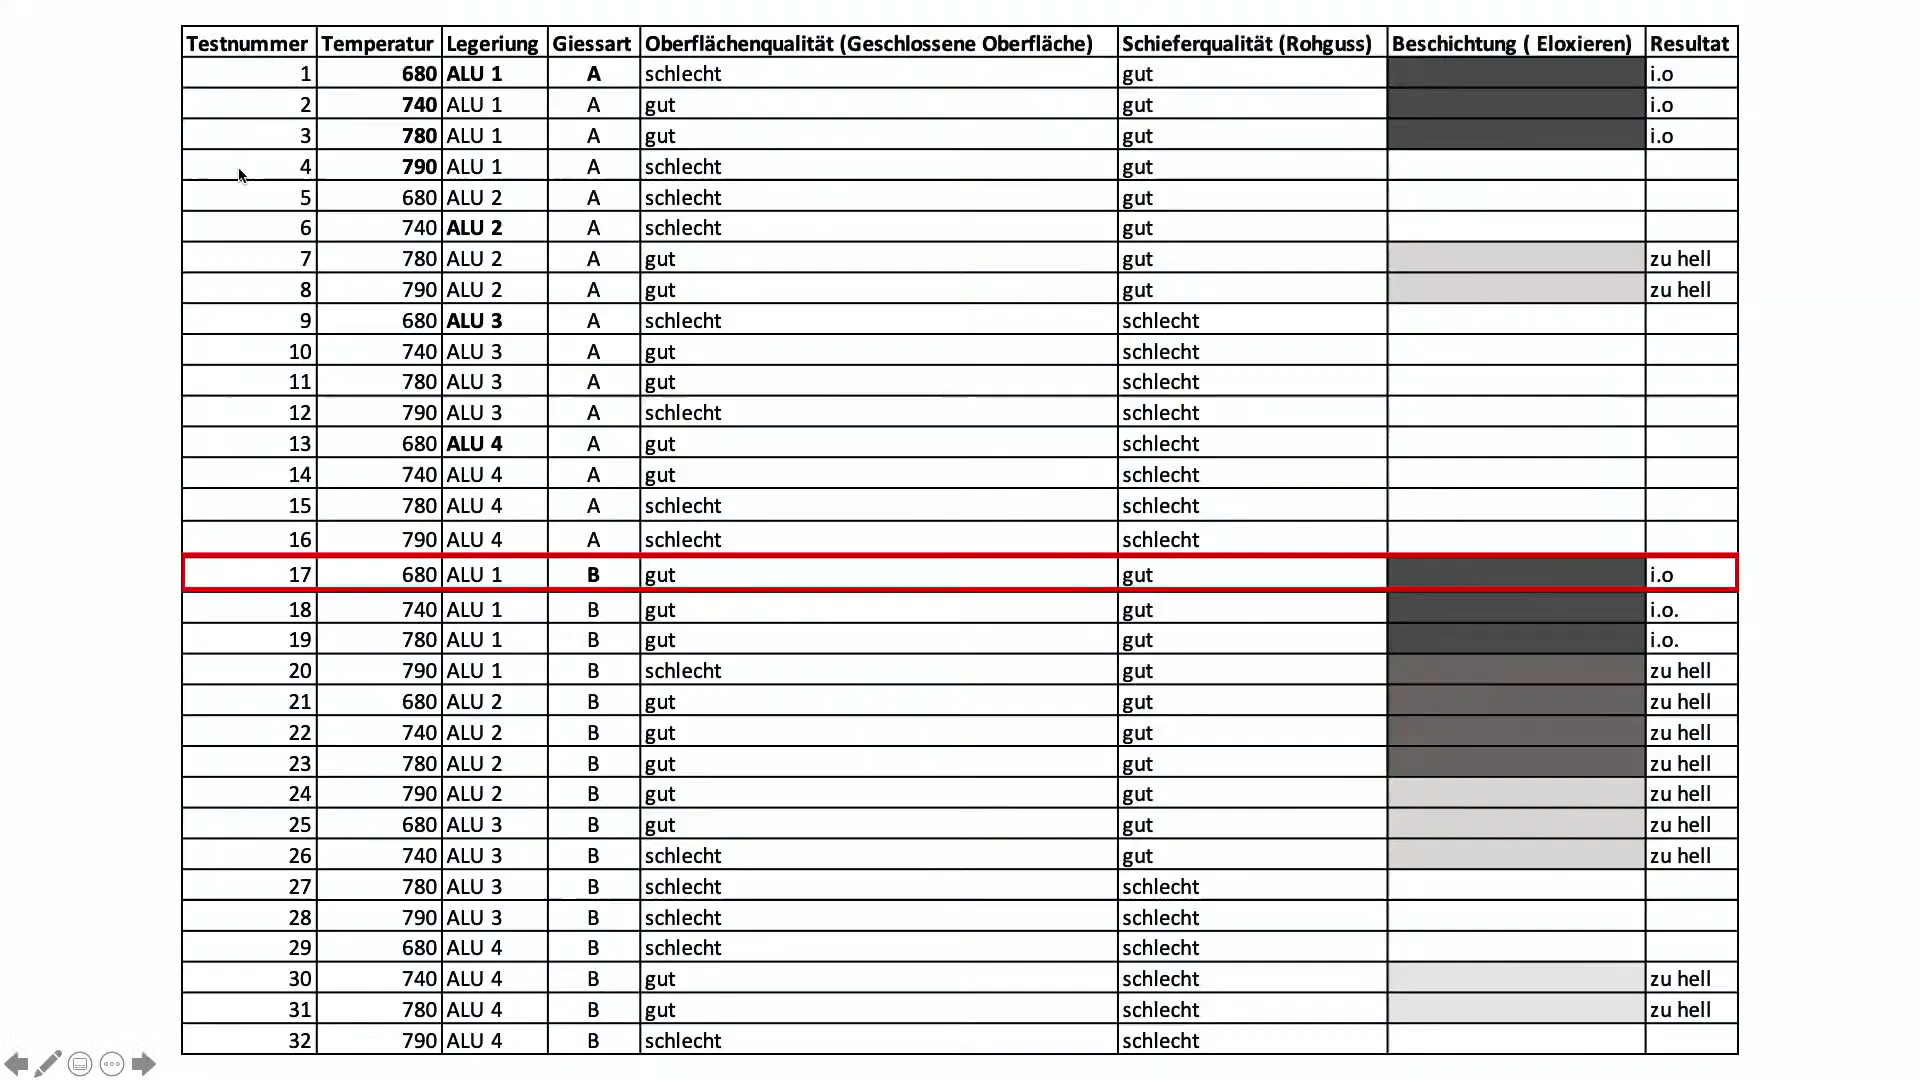 Testnummer Temperatur Legeriung Giessart Oberflächenqualität (Geschlossene Oberfläche) Schieferqualität (Rohguss) Beschichtung ( Eloxieren) Resultat
1 680 ALU 1 A schlecht gut i.o
2 740 ALU 1 A gut gut i.o
3 780 ALU 1 A gut gut i.o
4 790 ALU 1 A schlecht gut
5 680 ALU 2 A schlecht gut
6 740 ALU 2 A schlecht gut
7 780 ALU 2 A gut gut zu hell
8 790 ALU 2 A gut gut zu hell
9 680 ALU 3 A schlecht schlecht
10 740 ALU 3 A gut schlecht
11 780 ALU 3 A gut schlecht
12 790 ALU 3 A schlecht schlecht
13 680 ALU 4 A gut schlecht
14 740 ALU 4 A gut schlecht
15 780 ALU 4 A schlecht schlecht
16 790 ALU 4 A schlecht schlecht
17 680 ALU 1 B gut gut i.o
18 740 ALU 1 B gut gut i.o.
19 780 ALU 1 B gut gut i.o.
20 790 ALU 1 B schlecht gut zu hell
21 680 ALU 2 B gut gut zu hell
22 740 ALU 2 B gut gut zu hell
23 780 ALU 2 B gut gut zu hell
24 790 ALU 2 B gut gut zu hell
25 680 ALU 3 B gut gut zu hell
26 740 ALU 3 B schlecht gut zu hell
27 780 ALU 3 B schlecht schlecht
28 790 ALU 3 B schlecht schlecht
29 680 ALU 4 B schlecht schlecht
30 740 ALU 4 B gut schlecht zu hell
31 780 ALU 4 B gut schlecht zu hell
32 790 ALU 4 B schlecht schlecht